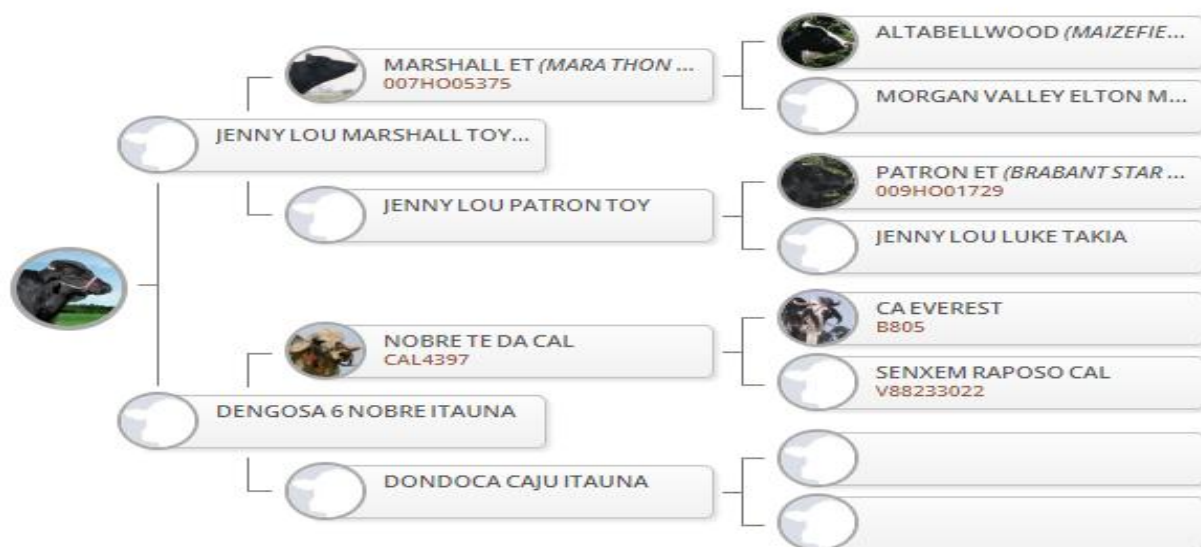 ALTABELLWOOD (MAIZEFIE...
MARSHALL ET (MARA THON ...
007HO05375
MORGAN VALLEY ELTON M...
JENNY LOU MARSHALL TOY...
PATRON ET (BRABANT STAR ...
009HO01729
JENNY LOU PATRON TOY
JENNY LOU LUKE TAKIA
CA EVEREST
B805
NOBRE TE DA CAL
CAL4397
SENXEM RAPOSO CAL
V88233022
DENGOSA 6 NOBRE ITAUNA
DONDOCA CAJU ITAUNA